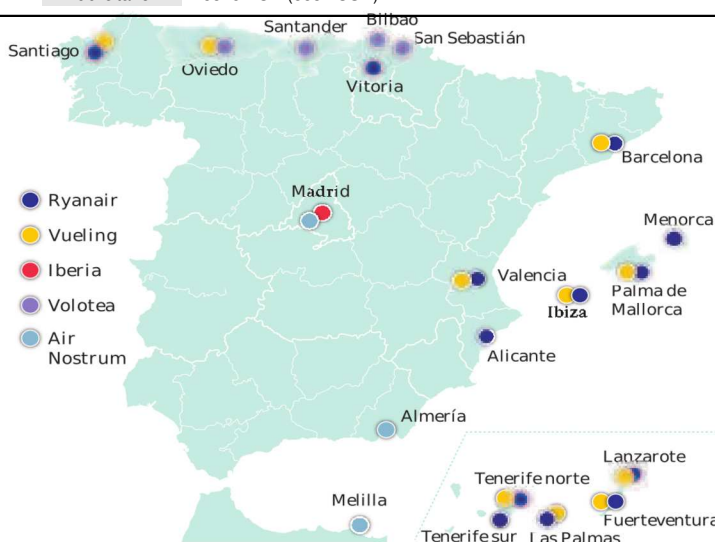 Bilbao
Santander
San Sebastián
Santiago
Oviedo
Vitoria
Barcelona
Madrid
Ryanair
Menorca
Vueling
Iberia
Valencia
Palma de
Mallorca
Ibiza
Volotea
Air
Nostrum
Alicante
Almería
Lanzarote
Tenerife norte
Melilla
Fuerteventura
Tenerife sur
Las Palmas